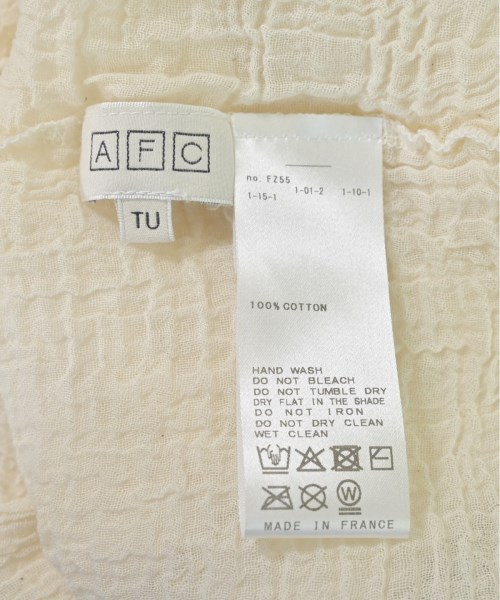 A F C
TU
no. FZ55
1-15-1 1-01-2 1-10-1
100% COTTON
HAND WASH
DO NOT BLEACH
DO NOT TUMBLE DRY
DRY FLAT IN THE SHADE
DO NOT IRON
DO NOT DRY CLEAN
WET CLEAN
W
MADE IN FRANCE